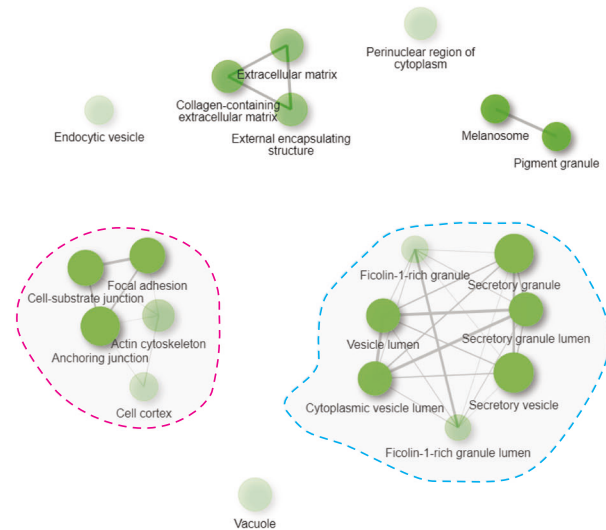 Perinuclear region of
cytoplasm
Extracellular matrix
Collagen-containing
extracellular matrix
External encapsulating
structure
Endocytic vesicle
Melanosome
Pigment granule
Focal adhesion
Cell-substrate junction
Actin cytoskeleton
Anchoring junction
Cell cortex
Ficolin-1-rich granule
Secretory granule
Vesicle lumen
Secretory granule lumen
Cytoplasmic vesicle lumen
Secretory vesicle
Ficolin-1-rich granule lumen
Vacuole